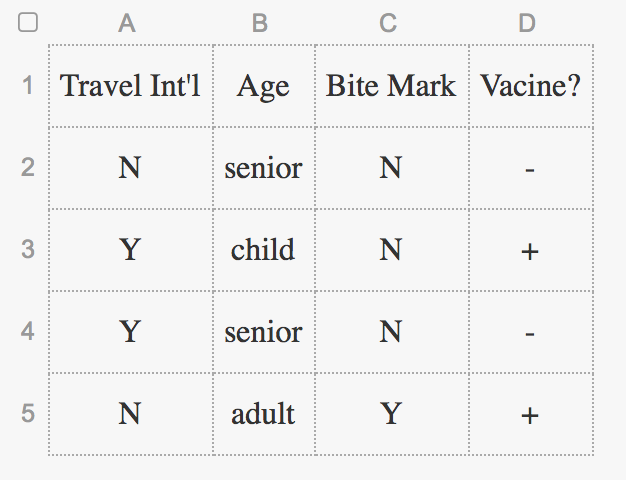 A B C D
1 Travel Int'l Age Bite Mark Vacine?
2 N senior N -
3 Y child N +
4 Y senior N -
5 N adult Y +